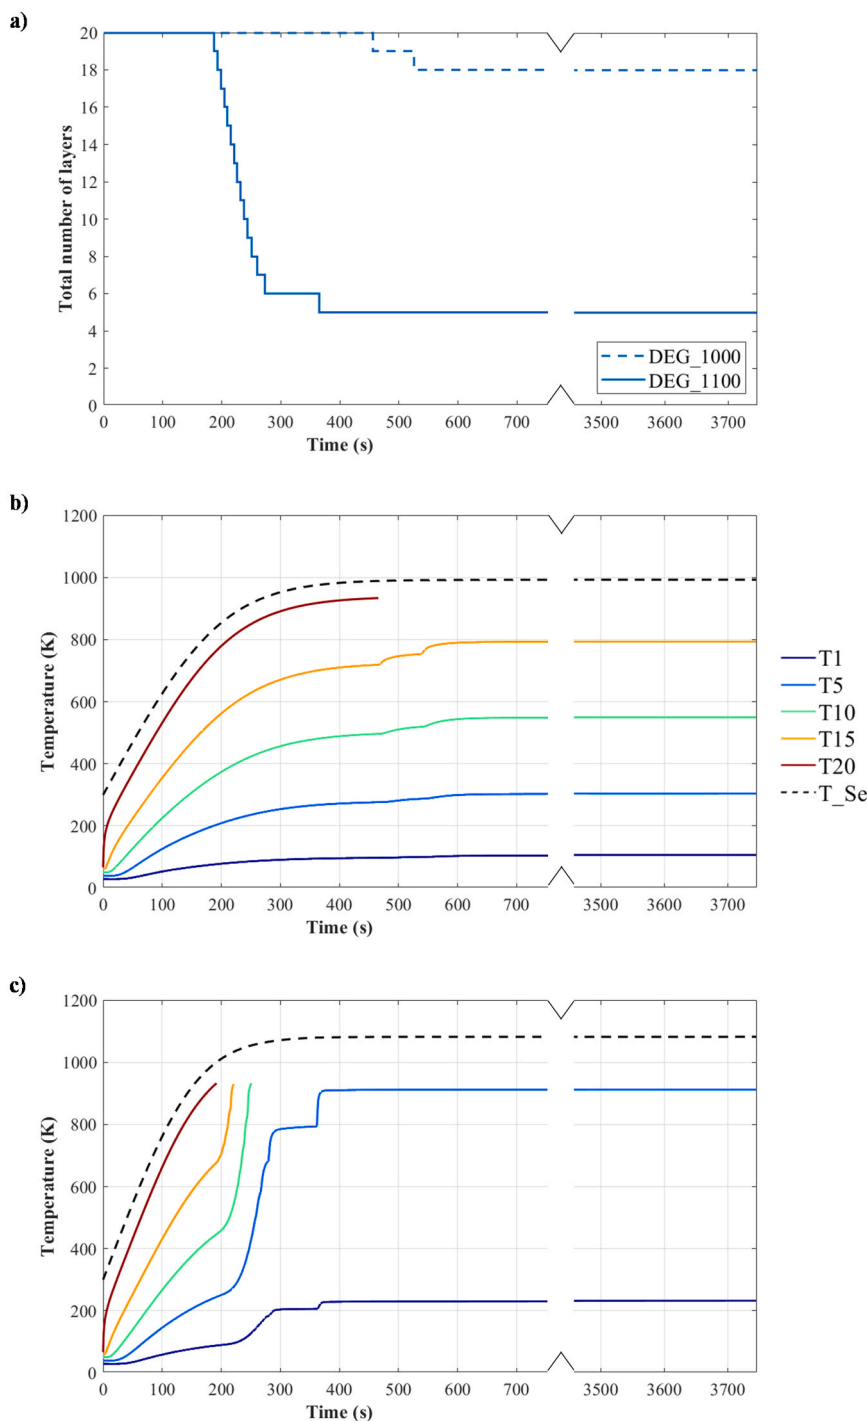 a)
20
18
16
14
12
10
8
6
4
2
0
Total number of layers
DEG_1000
DEG_1100
0 100 200 300 400 500 600 700 3500 3600 3700
Time (s)
b)
1200
1000
800
600
400
200
0
Temperature (K)
T1
T5
T10
T15
T20
T_Se
0 100 200 300 400 500 600 700 3500 3600 3700
Time (s)
c)
1200
1000
800
600
400
200
0
Temperature (K)
0 100 200 300 400 500 600 700 3500 3600 3700
Time (s)